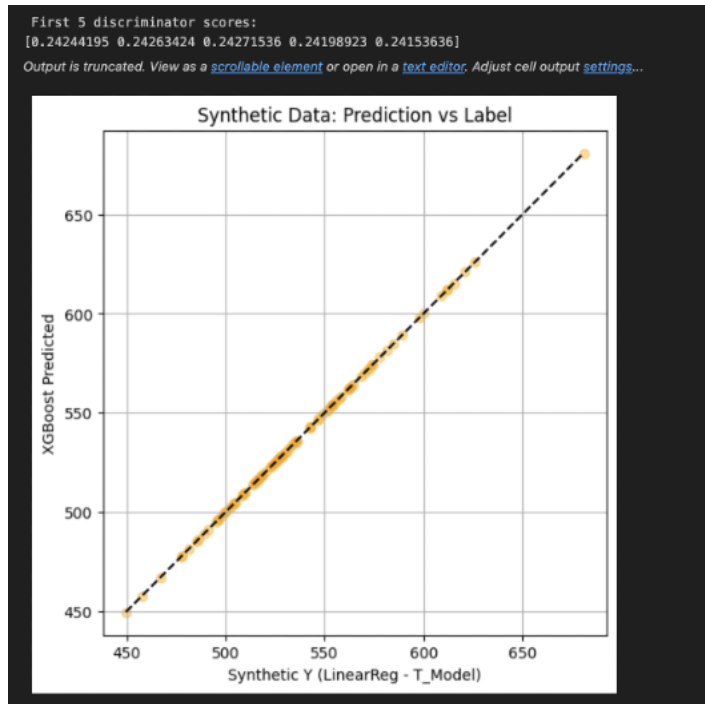 First 5 discriminator scores:
[0.24244195 0.24263424 0.24271536 0.24198923 0.24153636]
Output is truncated. View as a scrollable element or open in a text editor. Adjust cell output settings...
Synthetic Data: Prediction vs Label
XGBoost Predicted
650
600
550
500
450
450 500 550 600 650
Synthetic Y (LinearReg - T_Model)